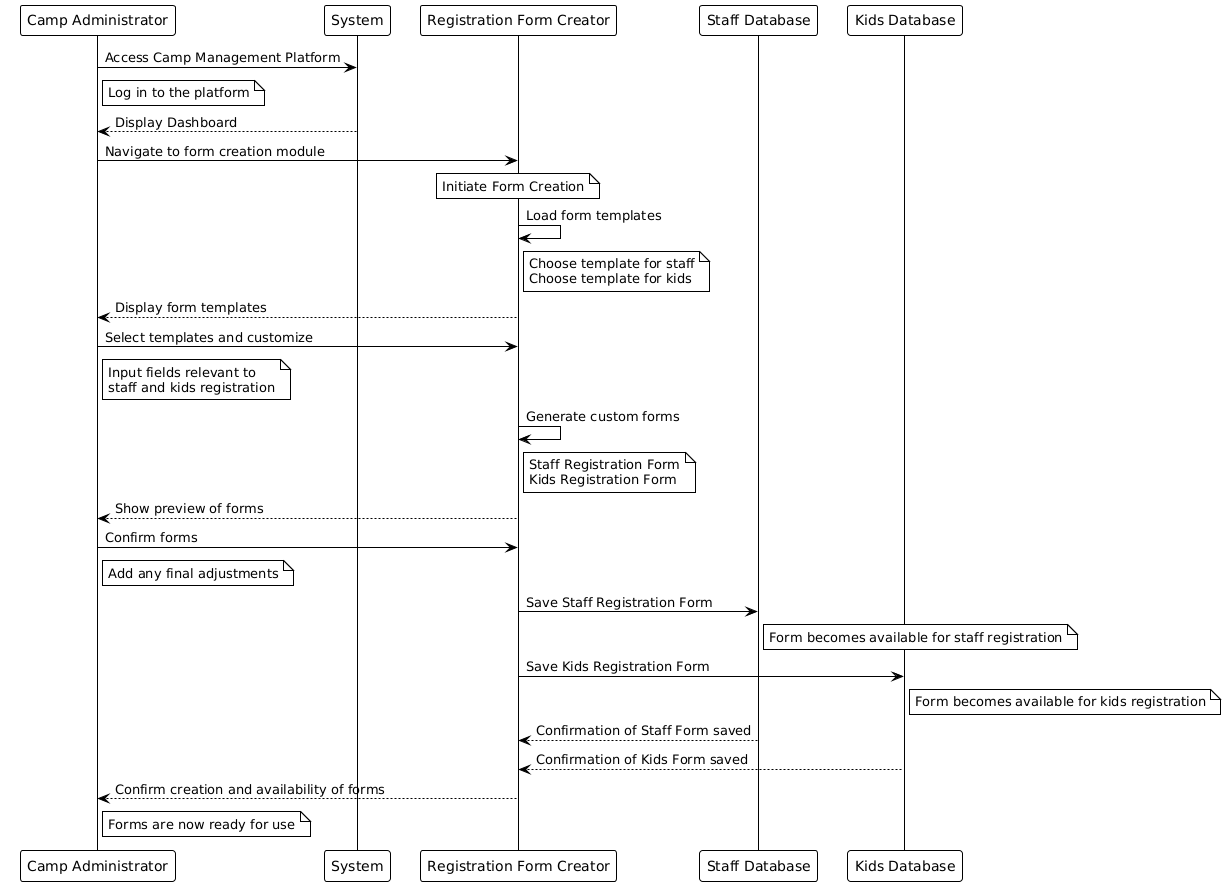 Camp Administrator
System
Registration Form Creator
Staff Database
Kids Database
Access Camp Management Platform
Log in to the platform
Display Dashboard
Navigate to form creation module
Initiate Form Creation
Load form templates
Choose template for staff
Choose template for kids
Display form templates
Select templates and customize
Input fields relevant to
staff and kids registration
Generate custom forms
Staff Registration Form
Kids Registration Form
Show preview of forms
Confirm forms
Add any final adjustments
Save Staff Registration Form
Form becomes available for staff registration
Save Kids Registration Form
Form becomes available for kids registration
Confirmation of Staff Form saved
Confirmation of Kids Form saved
Confirm creation and availability of forms
Forms are now ready for use
Camp Administrator
System
Registration Form Creator
Staff Database
Kids Database